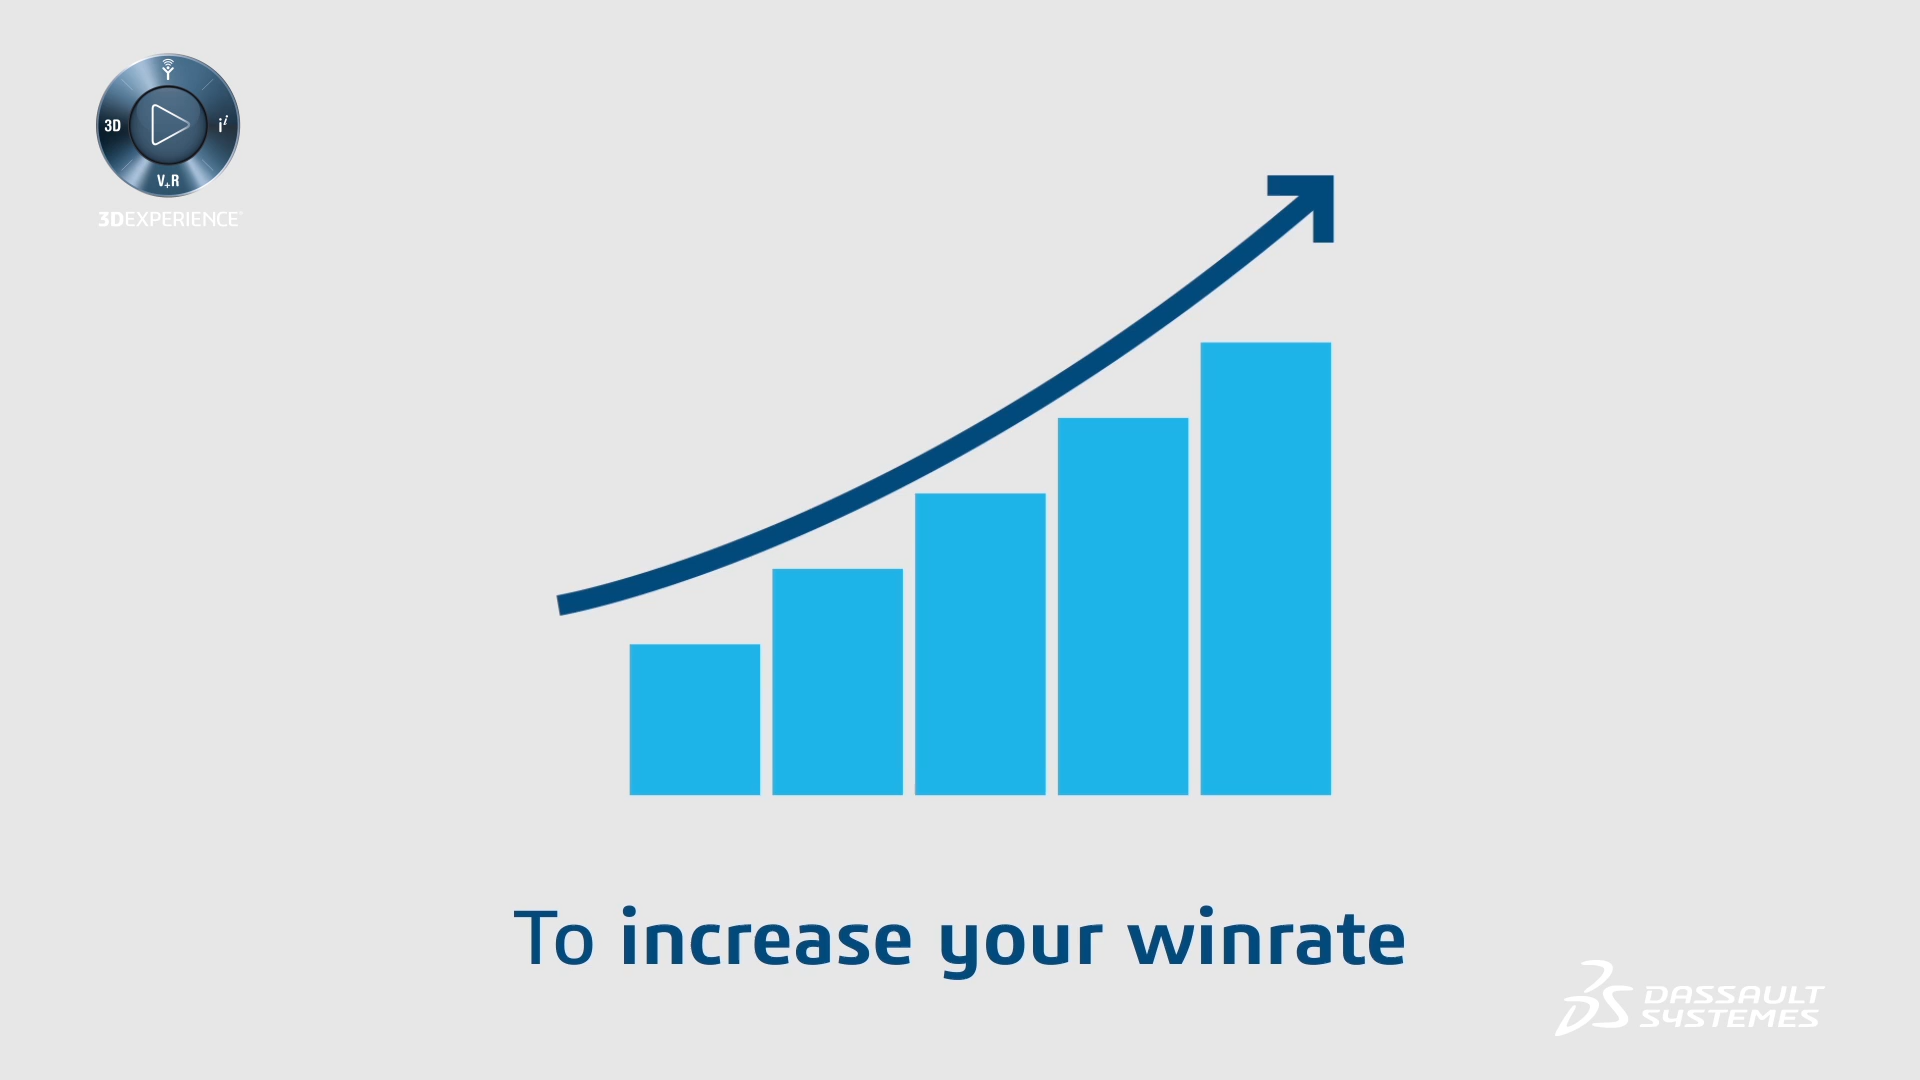 3D
i i
V+R
3DEXPERIENCE
To increase your winrate
DASSAULT
SYSTEMES